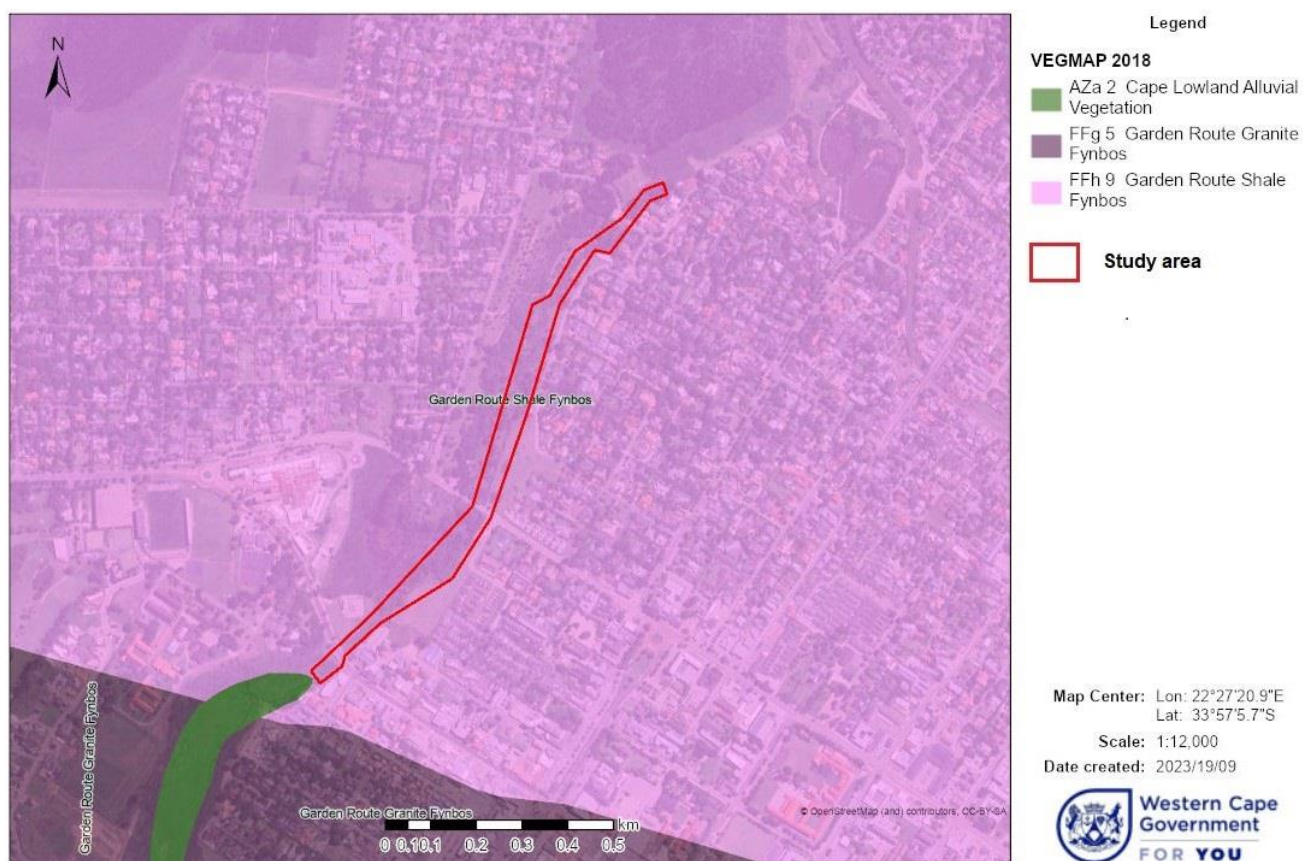 N
Garden Route Shale Fynbos
Garden Route Granite Fynbos
Garden Route Granite Fynbos
km
0 0,10.1 0.2 0.3 0.4 0.5
© OpenStreetMap (and) contributors, CC-BY-SA
Legend
VEGMAP 2018
AZa 2 Cape Lowland Alluvial
Vegetation
FFg 5 Garden Route Granite
Fynbos
FFh 9 Garden Route Shale
Fynbos
Study area
.
Map Center: Lon: 22°27'20.9"E
Lat: 33°57'5.7"S
Scale: 1:12,000
Date created: 2023/19/09
Western Cape
Government
FOR YOU